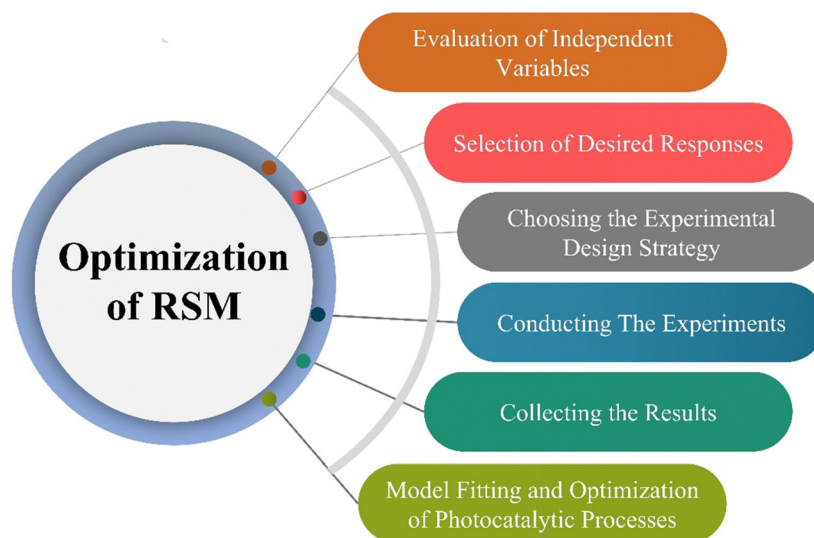 Optimization
of RSM
Evaluation of Independent
Variables
Selection of Desired Responses
Choosing the Experimental
Design Strategy
Conducting The Experiments
Collecting the Results
Model Fitting and Optimization
of Photocatalytic Processes